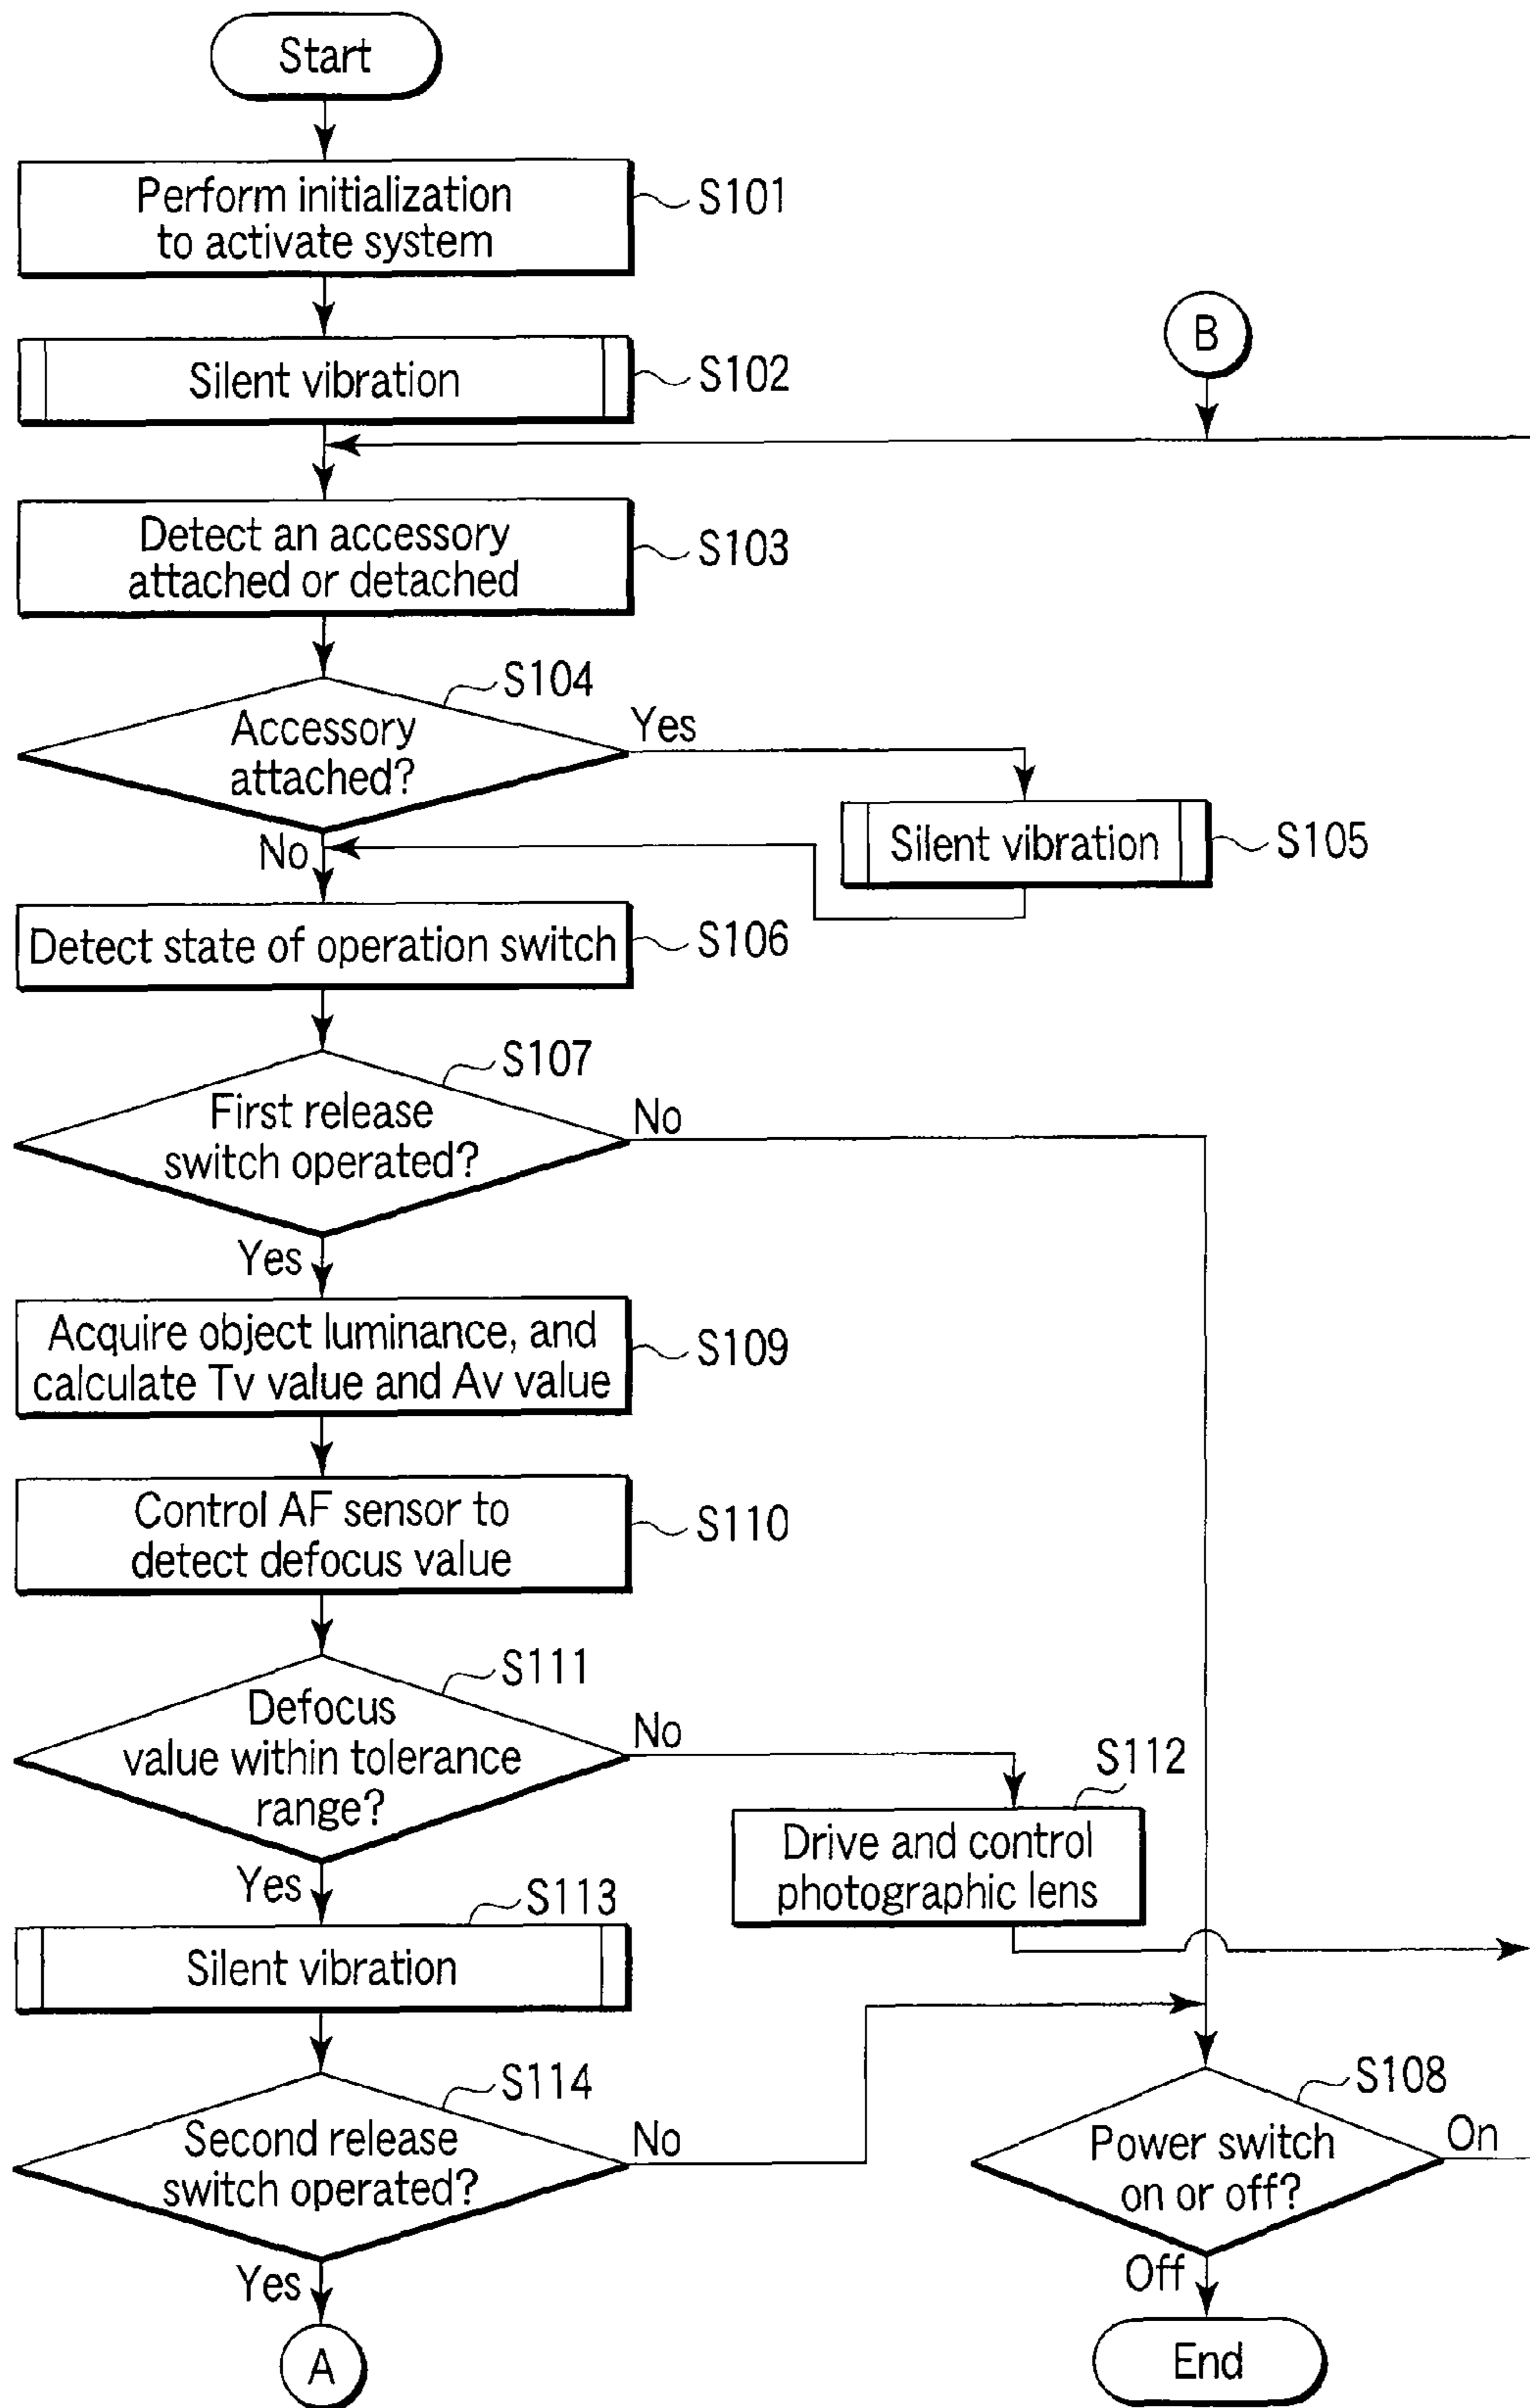 Start
Perform initialization
to activate system
S101
Silent vibration
S102
B
Detect an accessory
attached or detached
S103
S104
Accessory
attached?
Yes
No
Silent vibration
S105
Detect state of operation switch
S106
S107
First release
switch operated?
No
Yes
Acquire object luminance, and
calculate Tv value and Av value
S109
Control AF sensor to
detect defocus value
S110
S111
Defocus
value within tolerance
range?
No
Yes
S112
Drive and control
photographic lens
S113
Silent vibration
S114
Second release
switch operated?
No
Yes
A
S108
Power switch
on or off?
On
Off
End